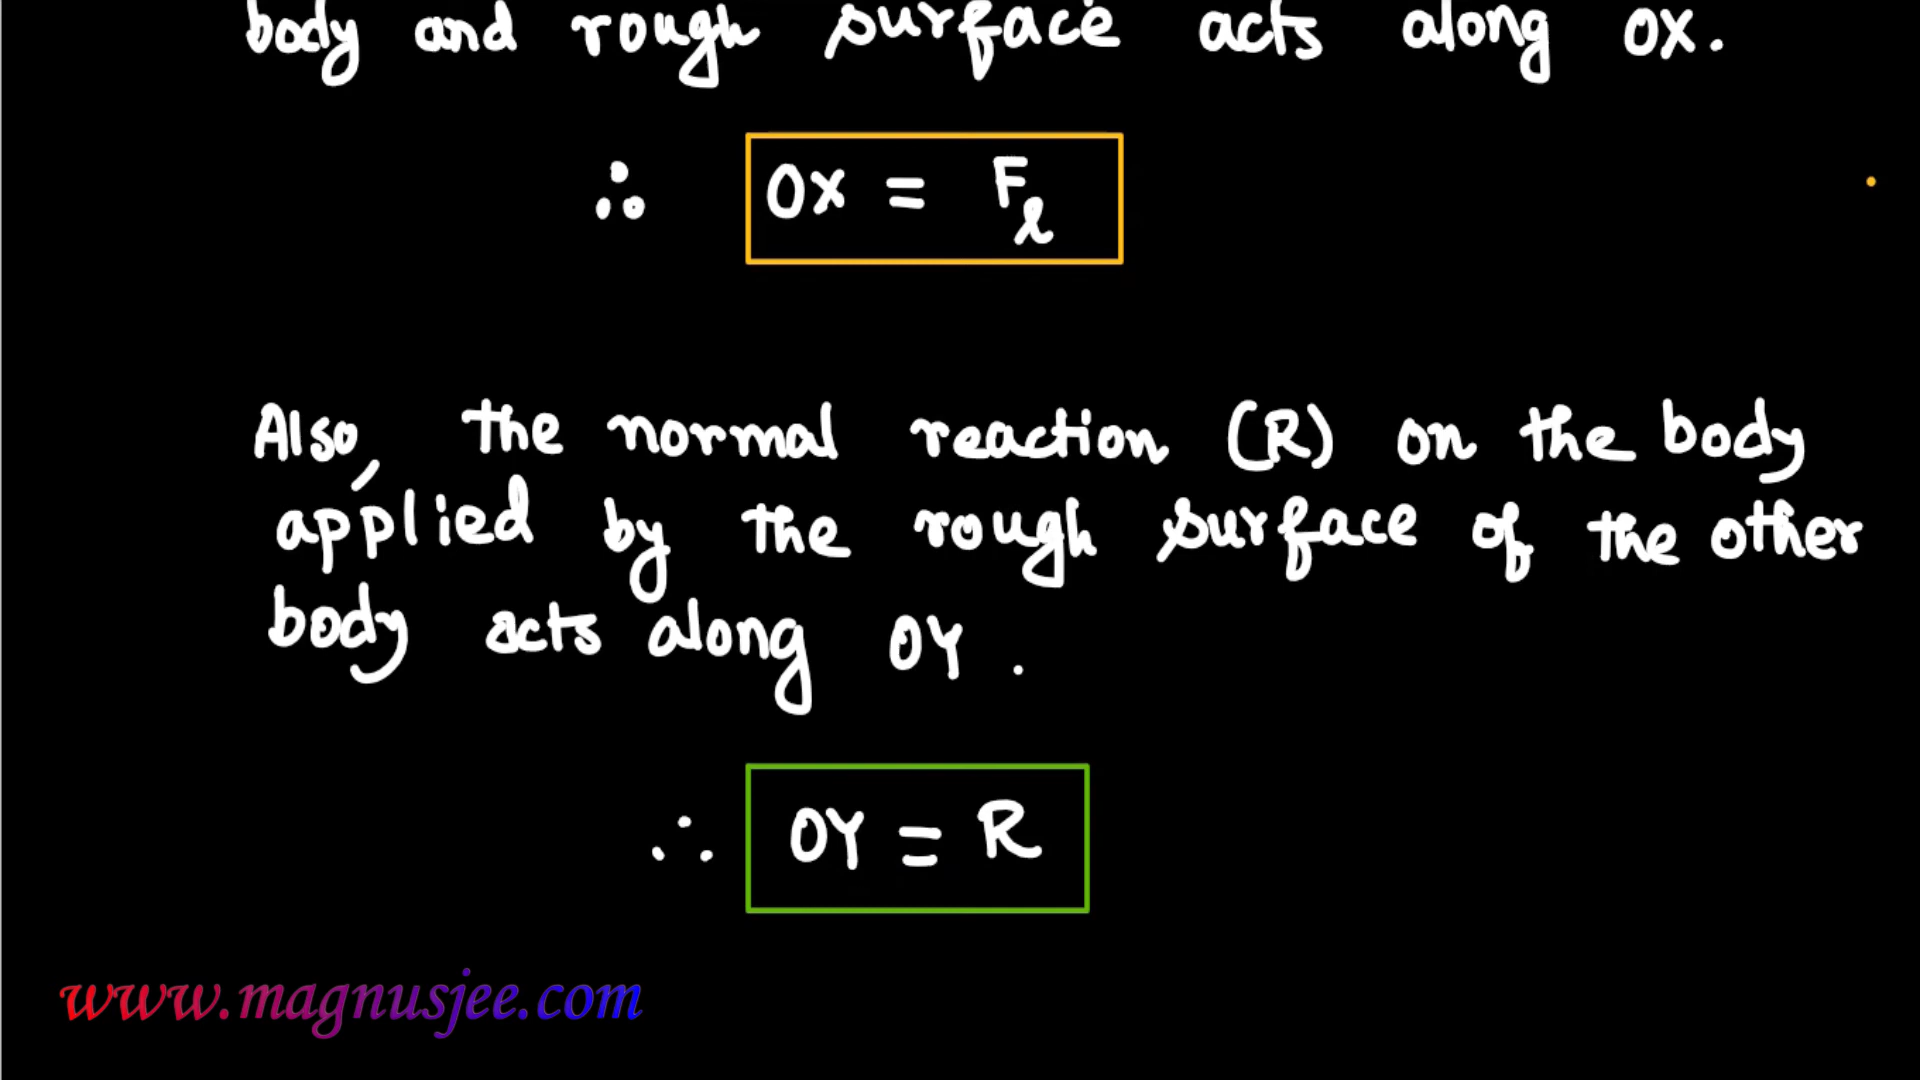 body and rough surface acts along OX.
∴ OX = Fₗ
Also, the normal reaction (R) on the body
applied by the rough surface of the other
body acts along OY.
∴ OY = R
www.magnusjee.com